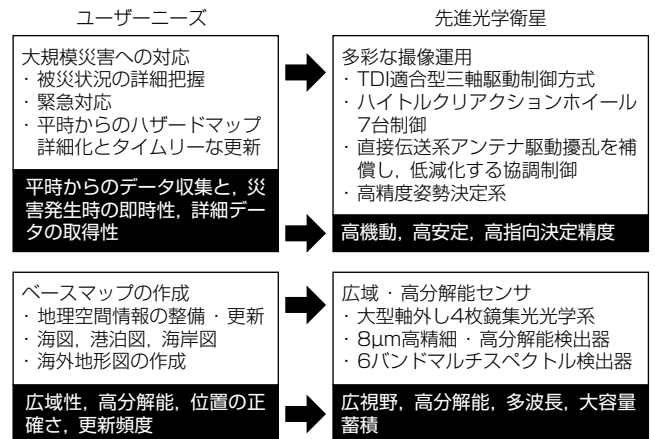 ユーザーニーズ
大規模災害への対応
・被災状況の詳細把握
・緊急対応
・平時からのハザードマップ
詳細化とタイムリーな更新
平時からのデータ収集と，災
害発生時の即時性，詳細デー
タの取得性
先進光学衛星
多彩な撮像運用
・TDI適合型三軸駆動制御方式
・ハイトルクリアクションホイール
7台制御
・直接伝送系アンテナ駆動擾乱を補
償し，低減化する協調制御
・高精度姿勢決定系
高機動，高安定，高指向決定精度
ベースマップの作成
・地理空間情報の整備・更新
・海図，港泊図，海岸図
・海外地形図の作成
広域性，高分解能，位置の正
確さ，更新頻度
広域・高分解能センサ
・大型軸外し4枚鏡集光光学系
・8μm高精細・高分解能検出器
・6バンドマルチスペクトル検出器
広視野，高分解能，多波長，大容量
蓄積